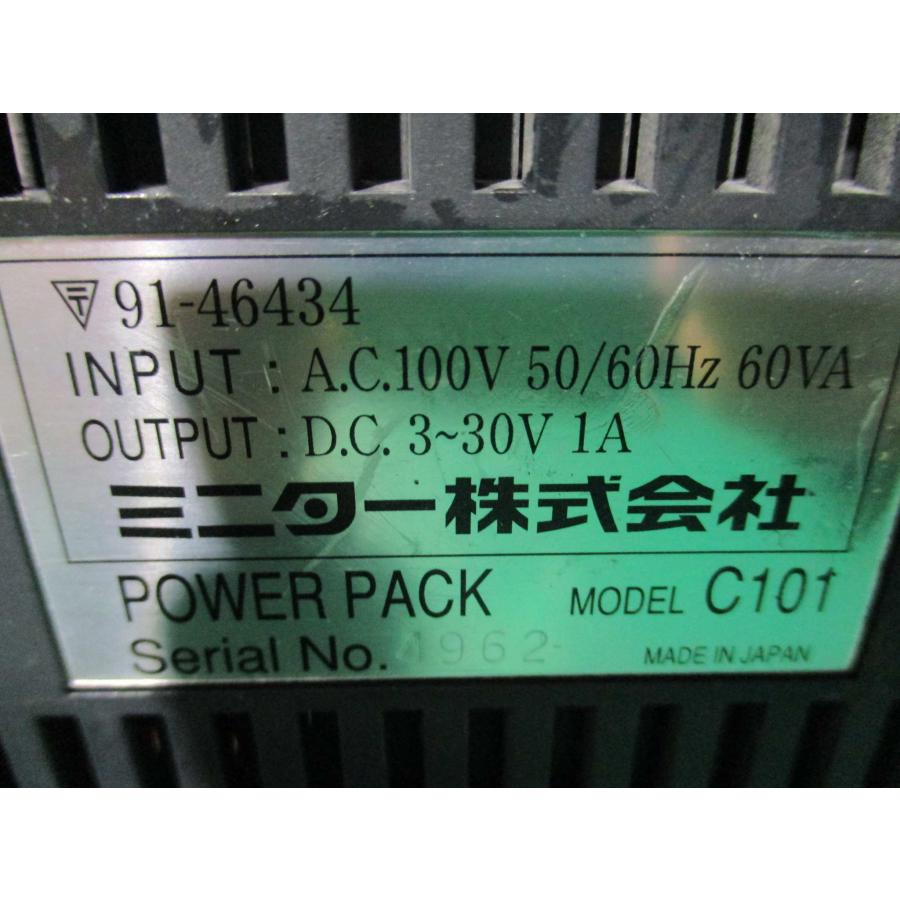 〒 91-46434
INPUT : A.C.100V 50/60Hz 60VA
OUTPUT : D.C. 3~30V 1A
ミニター株式会社
POWER PACK MODEL C101
Serial No. 4962- MADE IN JAPAN